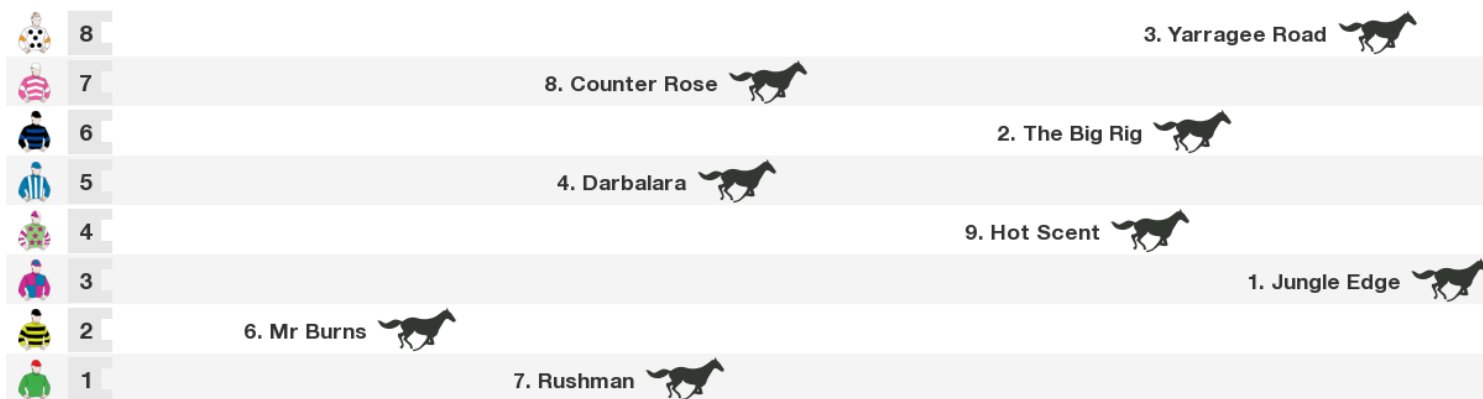 8 3. Yarragee Road
7 8. Counter Rose
6 2. The Big Rig
5 4. Darbalara
4 9. Hot Scent
3 1. Jungle Edge
2 6. Mr Burns
1 7. Rushman